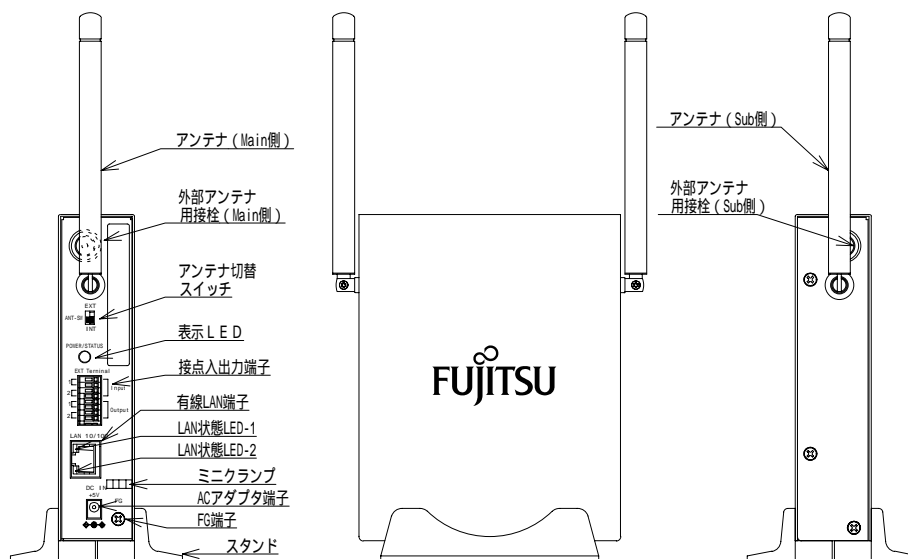 アンテナ(Main側)
外部アンテナ
用接栓(Main側)
アンテナ切替
スイッチ
EXT
ANT-SW
INT
表示LED
POWER/STATUS
接点入出力端子
EXT Terminal
1
Input
2
1
Output
2
有線LAN端子
LAN状態LED-1
LAN 10/10
LAN状態LED-2
ミニクランプ
DC IN
+5V
FG
ACアダプタ端子
FG端子
スタンド
FUJITSU
アンテナ(Sub側)
外部アンテナ
用接栓(Sub側)